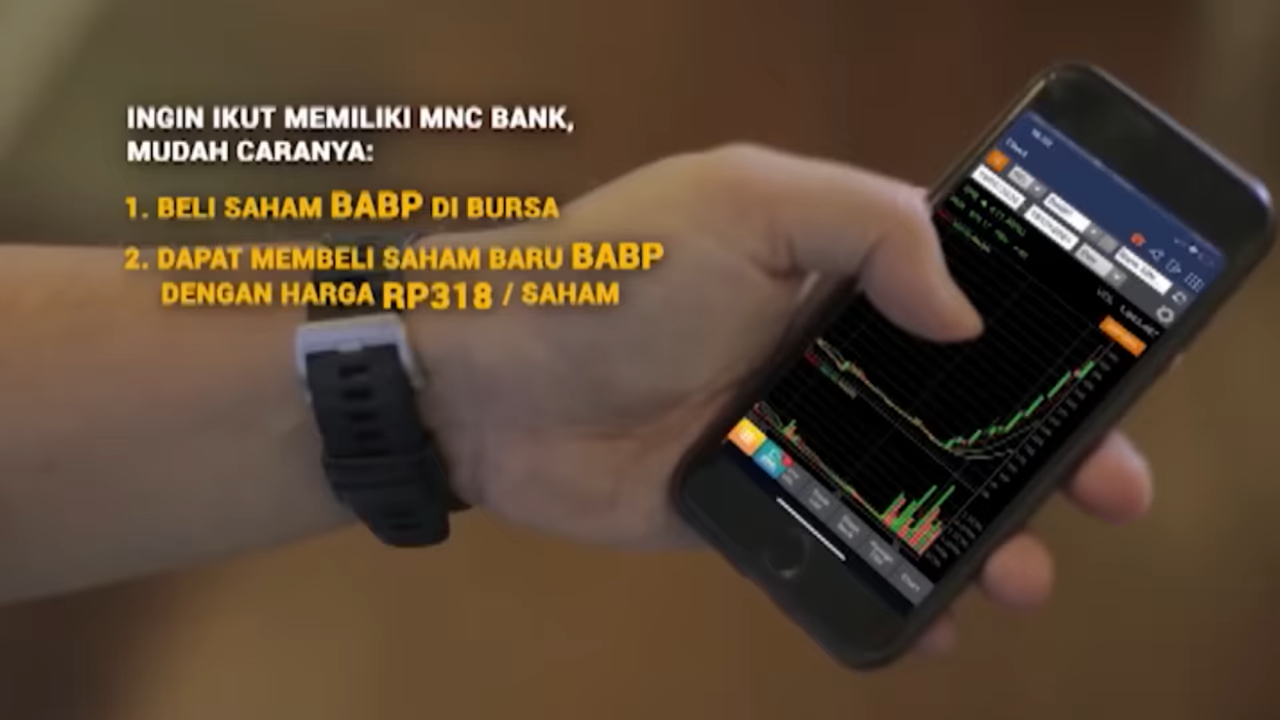 INGIN IKUT MEMILIKI MNC BANK,
MUDAH CARANYA:
1. BELI SAHAM BABP DI BURSA
2. DAPAT MEMBELI SAHAM BARU BABP
DENGAN HARGA RP318 / SAHAM
Chart